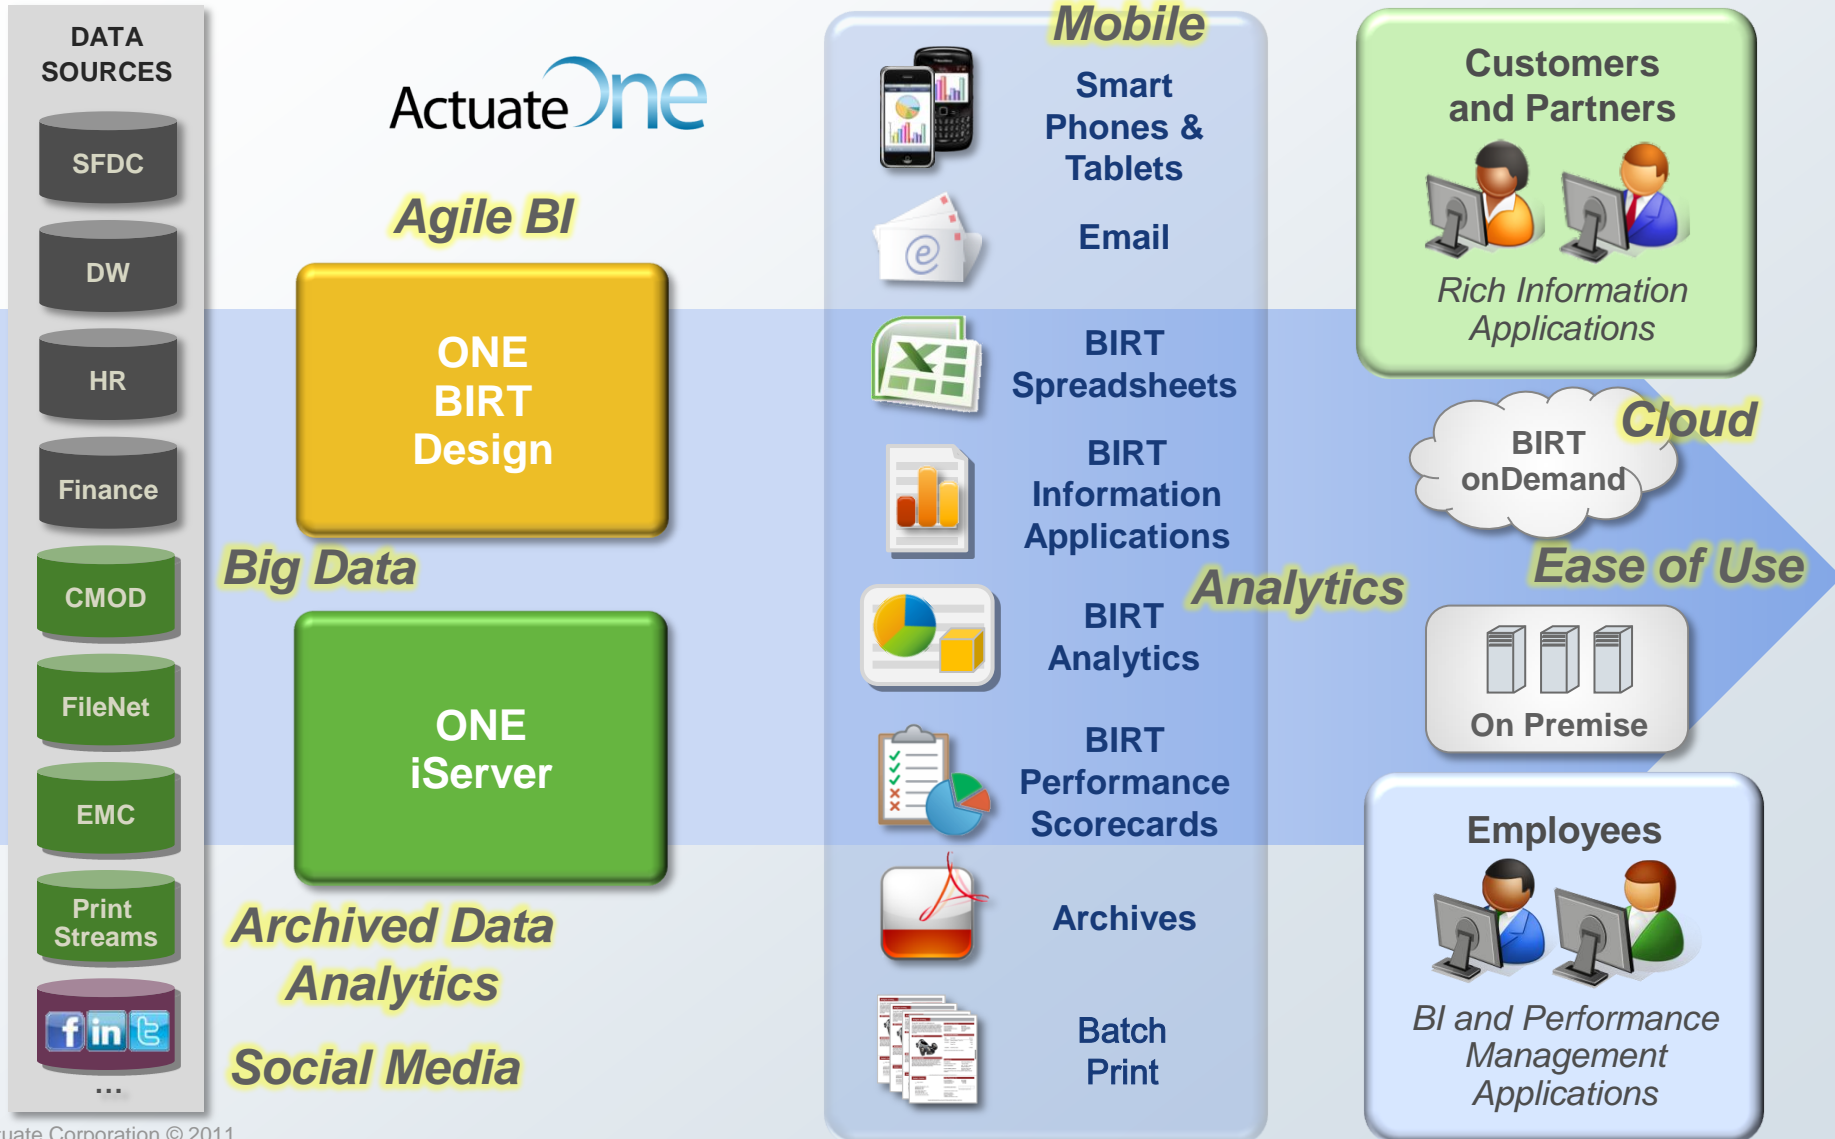 DATA
SOURCES
SFDC
DW
HR
Finance
CMOD
FileNet
EMC
Print
Streams
f in t
...
ActuateOne
Agile BI
ONE
BIRT
Design
Big Data
ONE
iServer
Archived Data
Analytics
Social Media
Mobile
Smart
Phones &
Tablets
Email
BIRT
Spreadsheets
BIRT
Information
Applications
BIRT
Analytics
Analytics
BIRT
Performance
Scorecards
Archives
Batch
Print
Customers
and Partners
Rich Information
Applications
Cloud
BIRT
onDemand
Ease of Use
On Premise
Employees
BI and Performance
Management
Applications
Corporation © 2011